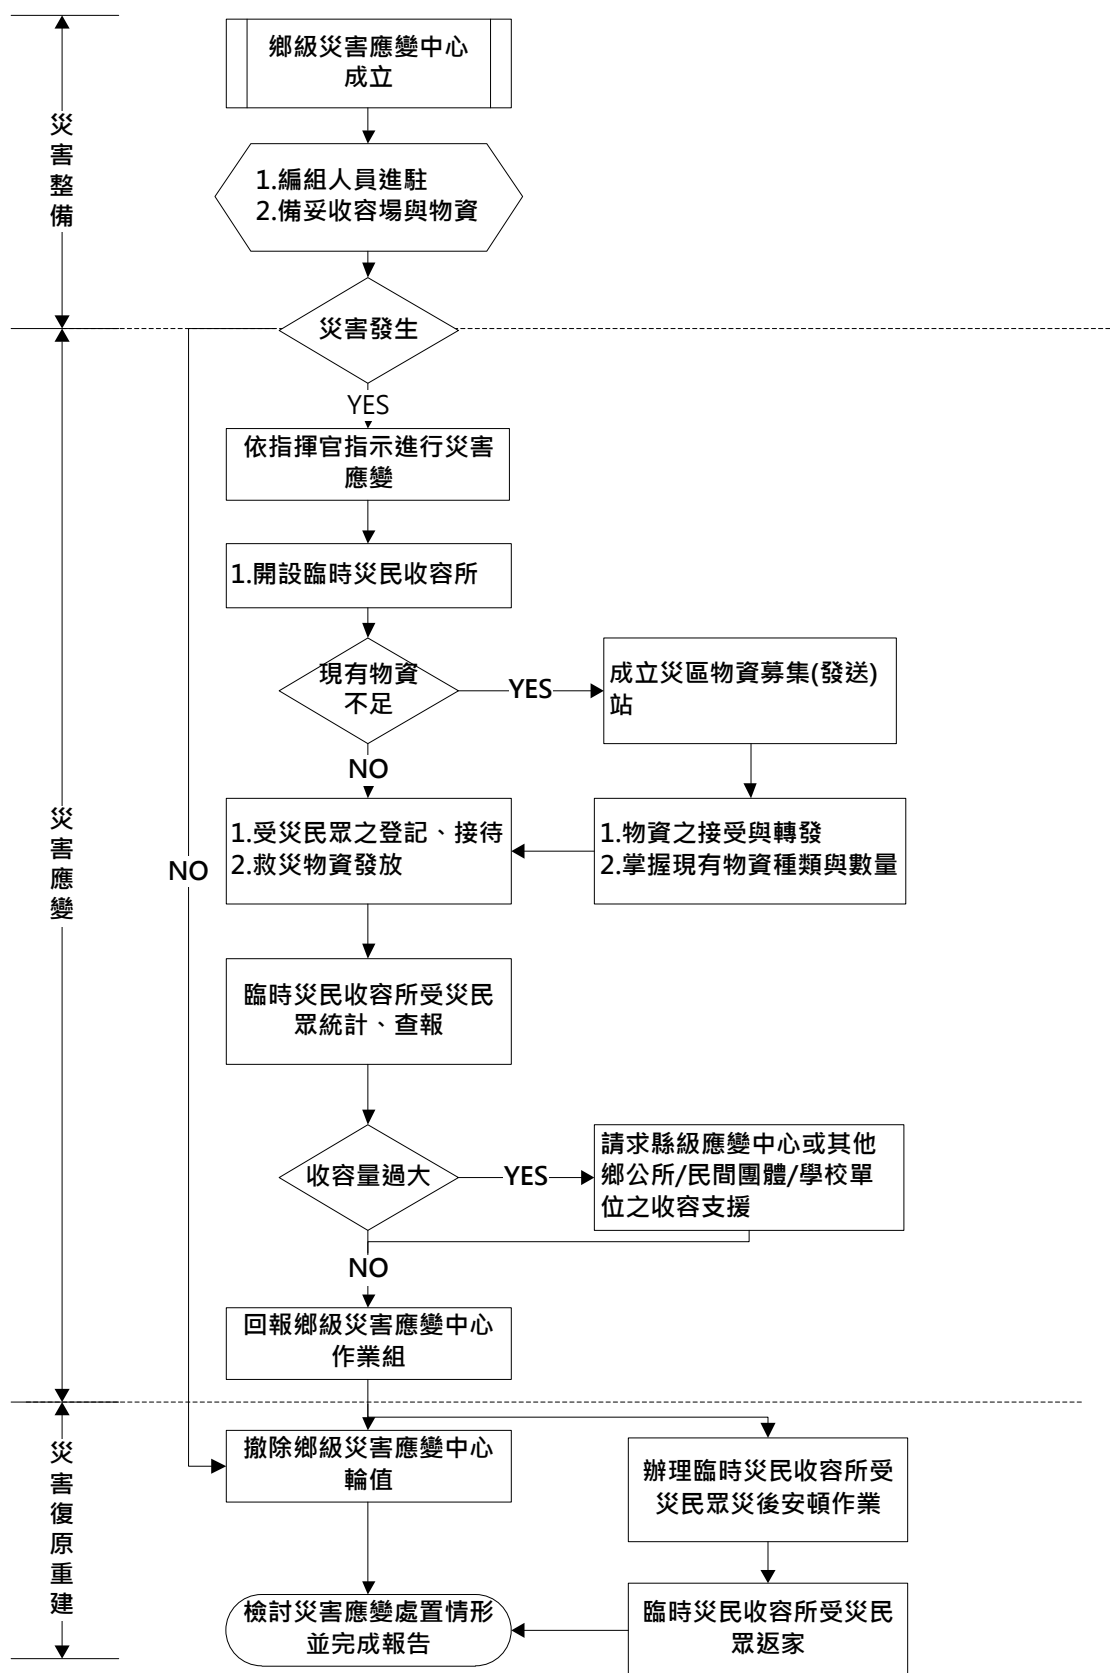 鄉級災害應變中心
成立
災害整備
1.編組人員進駐
2.備妥收容場與物資
災害發生
YES
依指揮官指示進行災害
應變
1.開設臨時災民收容所
現有物資
不足
YES
成立災區物資募集(發送)
站
NO
災害應變
NO
1.受災民眾之登記、接待
2.救災物資發放
1.物資之接受與轉發
2.掌握現有物資種類與數量
臨時災民收容所受災民
眾統計、查報
收容量過大
YES
請求縣級應變中心或其他
鄉公所/民間團體/學校單
位之收容支援
NO
回報鄉級災害應變中心
作業組
災害復原重建
撤除鄉級災害應變中心
輪值
辦理臨時災民收容所受
災民眾災後安頓作業
檢討災害應變處置情形
並完成報告
臨時災民收容所受災民
眾返家